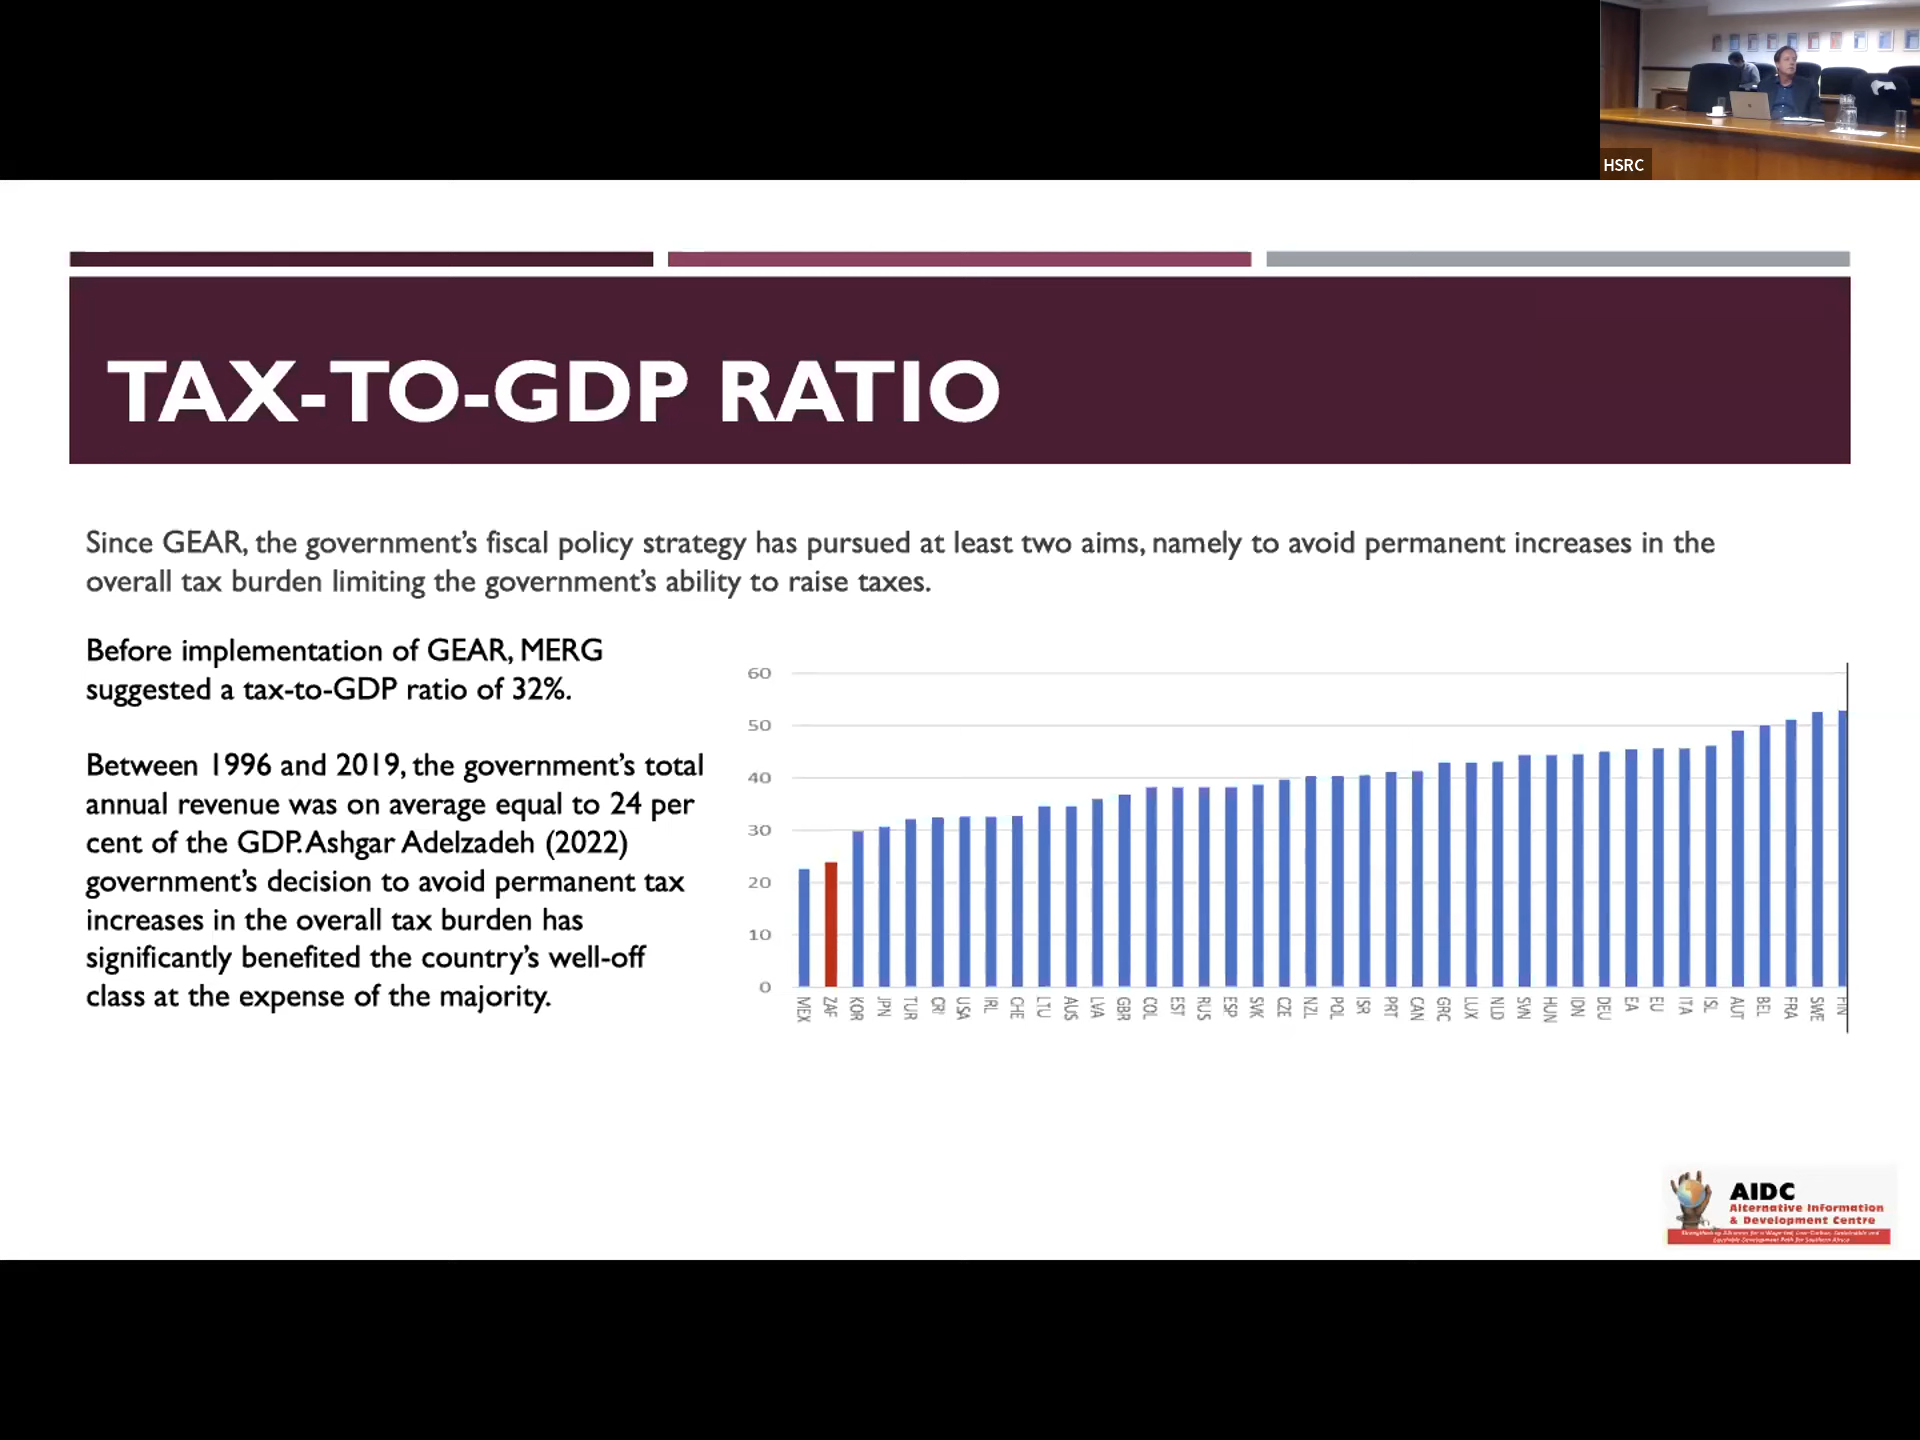 HSRC
TAX-TO-GDP RATIO
Since GEAR, the government's fiscal policy strategy has pursued at least two aims, namely to avoid permanent increases in the
overall tax burden limiting the government's ability to raise taxes.
Before implementation of GEAR, MERG
suggested a tax-to-GDP ratio of 32%.
Between 1996 and 2019, the government's total
annual revenue was on average equal to 24 per
cent of the GDP. Ashgar Adelzadeh (2022)
government's decision to avoid permanent tax
increases in the overall tax burden has
significantly benefited the country's well-off
class at the expense of the majority.
60
50
40
30
20
10
0
MEX ZAF KOR JPN TUR CRI USA IRL CHE LTU AUS LVA GBR COL EST RUS ESP SVK CZE NZL POL ISR PRT CAN GRC LUX NLD SVN HUN IDN DEU EA EU ITA ISL AUT BEL FRA SWE FIN
AIDC
Alternative Information
& Development Centre